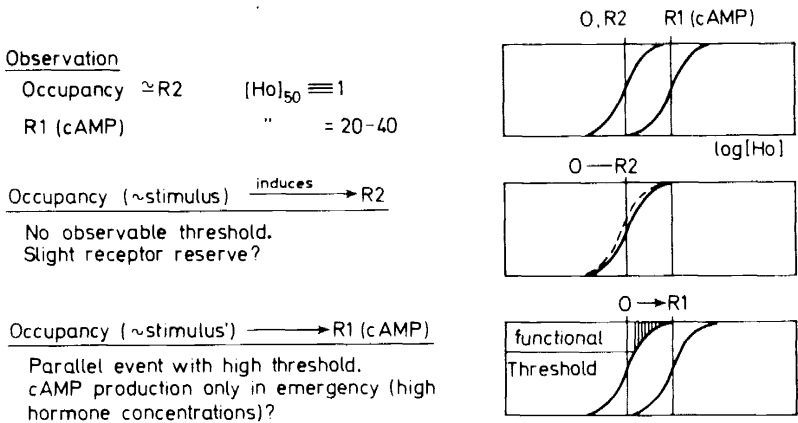 O, R2 R1 (cAMP)
Observation
Occupancy ≃ R2 [Ho]50 ≡ 1
R1 (cAMP) " = 20-40
log[Ho]
O — R2
Occupancy (~stimulus) induces → R2
No observable threshold.
Slight receptor reserve?
O → R1
Occupancy (~stimulus') → R1 (cAMP)
functional
Threshold
Parallel event with high threshold.
cAMP production only in emergency (high
hormone concentrations)?